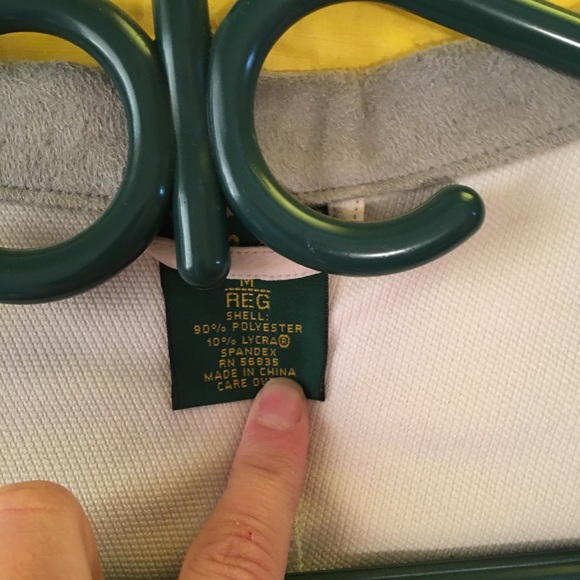 M
REG
SHELL:
90% POLYESTER
10% LYCRA®
SPANDEX
RN 56835
MADE IN CHINA
CARE